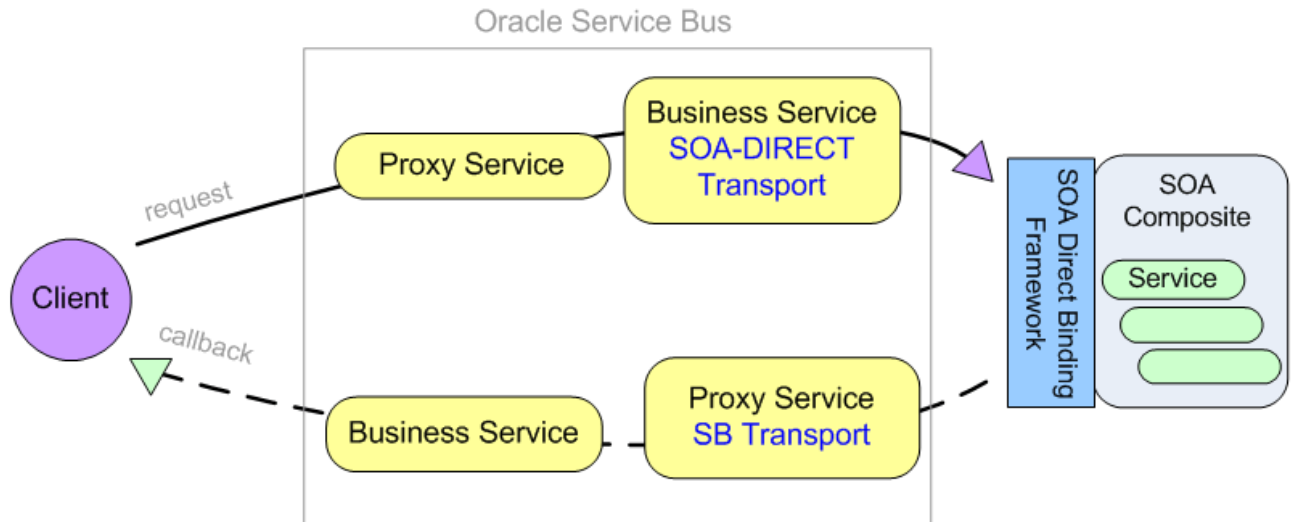 Oracle Service Bus
Business Service
SOA-DIRECT
Transport
Proxy Service
request
Client
callback
Business Service
Proxy Service
SB Transport
SOA Direct Binding
Framework
SOA
Composite
Service